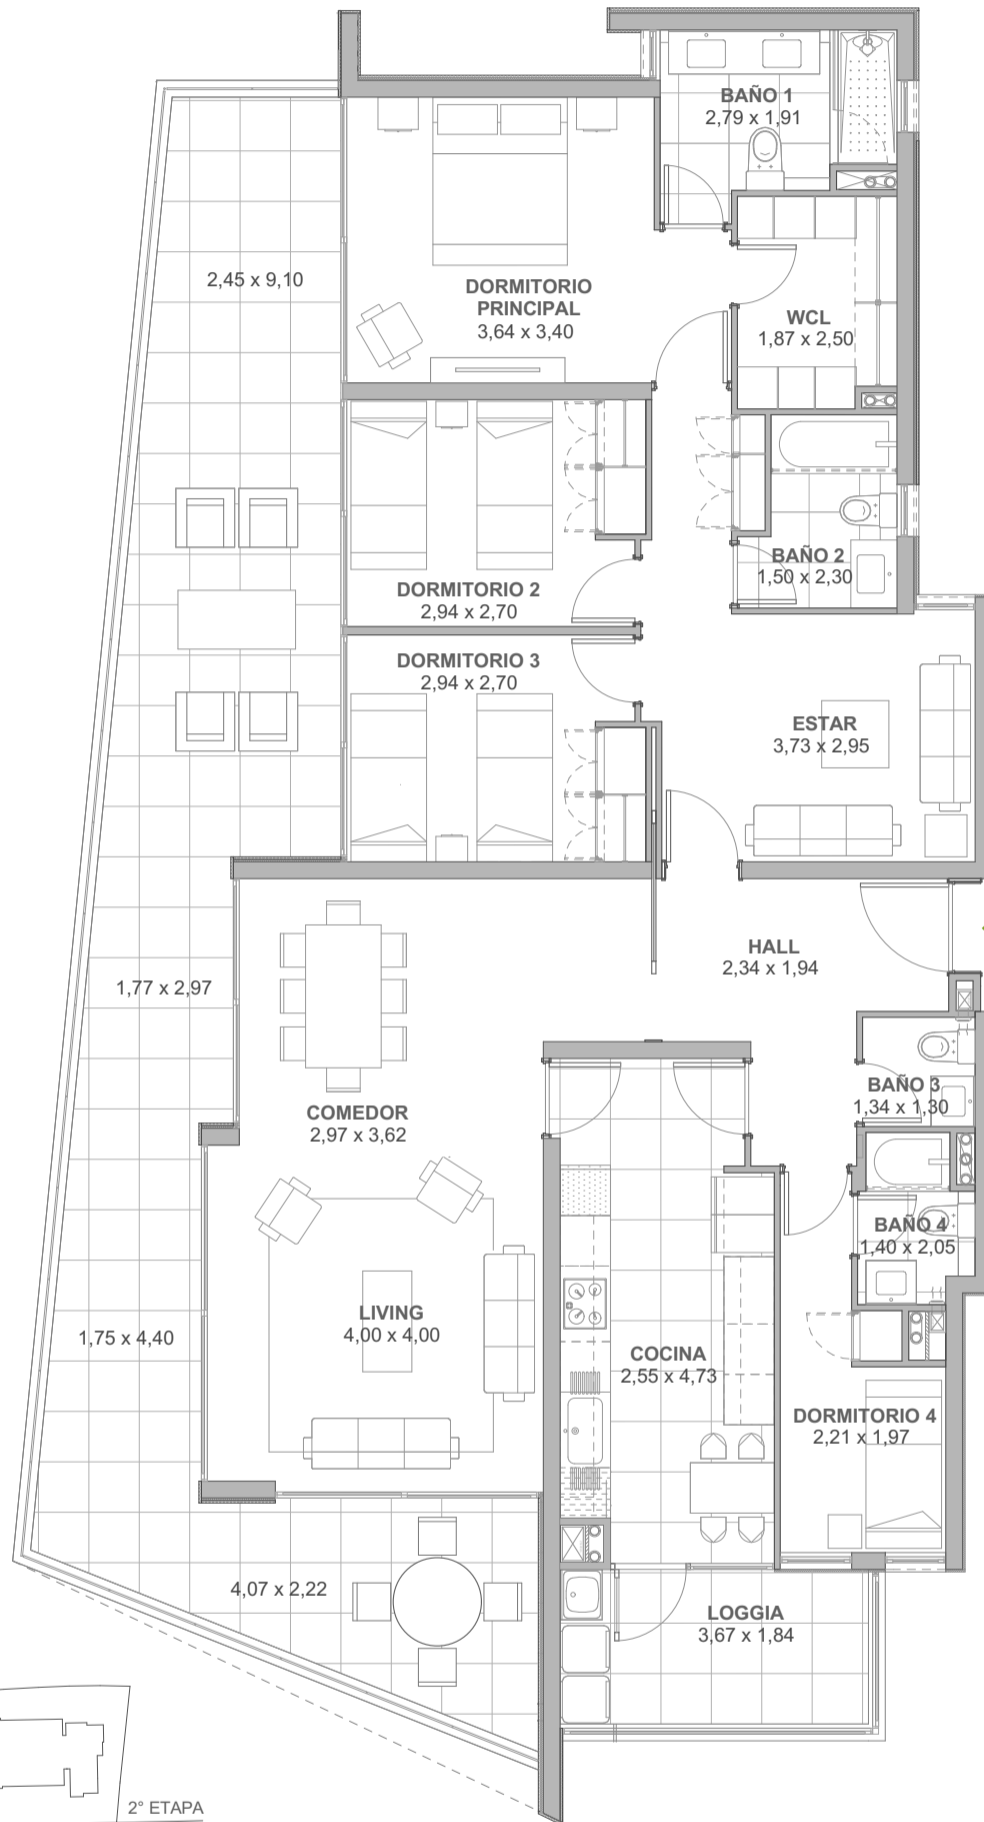 BAÑO 1
2,79 x 1,91
2,45 x 9,10
DORMITORIO
PRINCIPAL
3,64 x 3,40
WCL
1,87 x 2,50
BAÑO 2
1,50 x 2,30
DORMITORIO 2
2,94 x 2,70
DORMITORIO 3
2,94 x 2,70
ESTAR
3,73 x 2,95
HALL
2,34 x 1,94
1,77 x 2,97
BAÑO 3
1,34 x 1,30
COMEDOR
2,97 x 3,62
BAÑO 4
1,40 x 2,05
LIVING
4,00 x 4,00
1,75 x 4,40
COCINA
2,55 x 4,73
DORMITORIO 4
2,21 x 1,97
4,07 x 2,22
LOGGIA
3,67 x 1,84
2° ETAPA